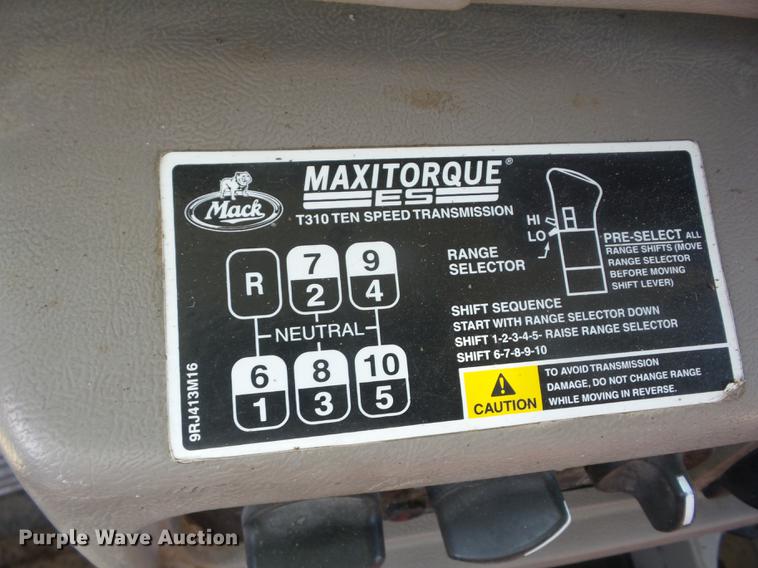 Mack
MAXITORQUE®
ES
T310 TEN SPEED TRANSMISSION
R 7 9
2 4
NEUTRAL
6 8 10
1 3 5
9RJ413M16
HI
LO
RANGE
SELECTOR
PRE-SELECT ALL
RANGE SHIFTS (MOVE
RANGE SELECTOR
BEFORE MOVING
SHIFT LEVER)
SHIFT SEQUENCE
START WITH RANGE SELECTOR DOWN
SHIFT 1-2-3-4-5- RAISE RANGE SELECTOR
SHIFT 6-7-8-9-10
CAUTION
TO AVOID TRANSMISSION
DAMAGE, DO NOT CHANGE RANGE
WHILE MOVING IN REVERSE.
Purple Wave Auction